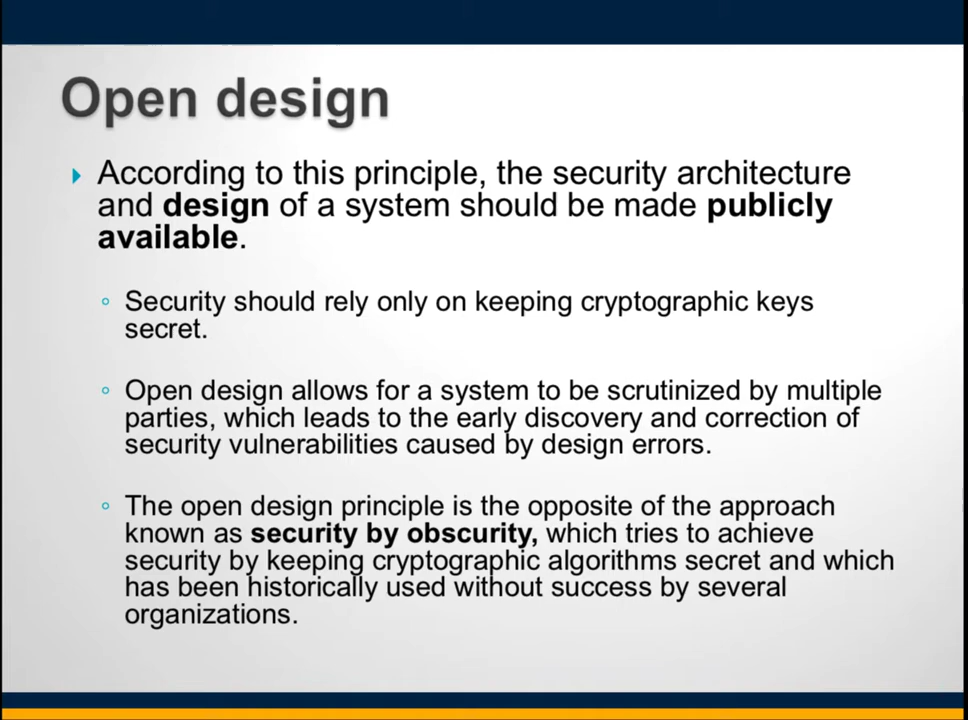 Open design
According to this principle, the security architecture
and design of a system should be made publicly
available.
Security should rely only on keeping cryptographic keys
secret.
Open design allows for a system to be scrutinized by multiple
parties, which leads to the early discovery and correction of
security vulnerabilities caused by design errors.
The open design principle is the opposite of the approach
known as security by obscurity, which tries to achieve
security by keeping cryptographic algorithms secret and which
has been historically used without success by several
organizations.